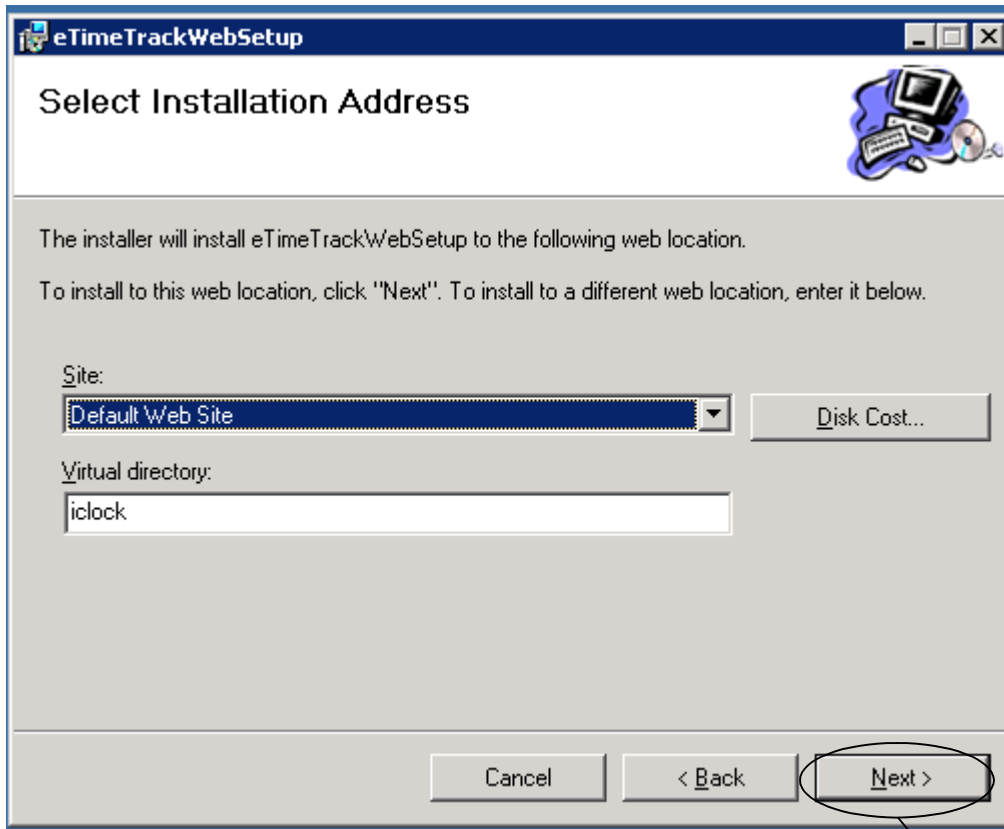 eTimeTrackWebSetup
Select Installation Address
The installer will install eTimeTrackWebSetup to the following web location.
To install to this web location, click "Next". To install to a different web location, enter it below.
Site:
Default Web Site
Disk Cost...
Virtual directory:
iclock
Cancel
< Back
Next >